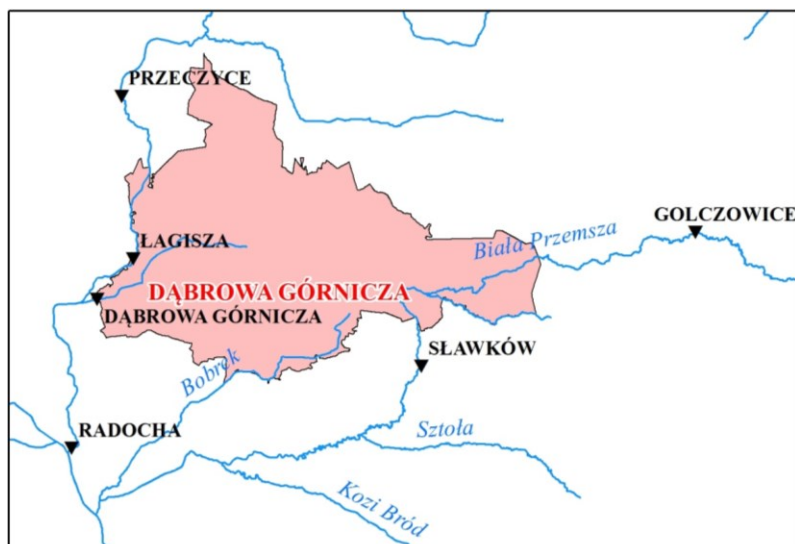 PRZECZYCE
GOLCZOWICE
Biała Przemsza
ŁAGISZA
DĄBROWA GÓRNICZA
DĄBROWA GÓRNICZA
SŁAWKÓW
Bobrek
RADOCHA
Sztoła
Kozi Bród